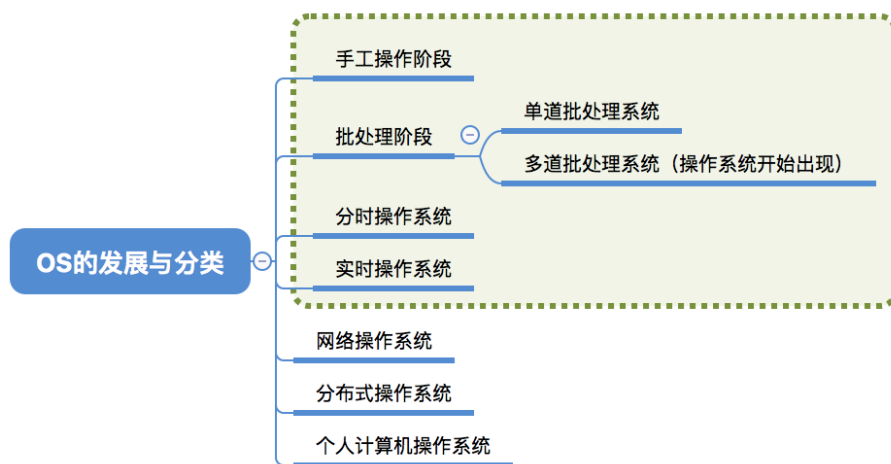 手工操作阶段
单道批处理系统
批处理阶段
多道批处理系统（操作系统开始出现）
分时操作系统
OS的发展与分类
实时操作系统
网络操作系统
分布式操作系统
个人计算机操作系统